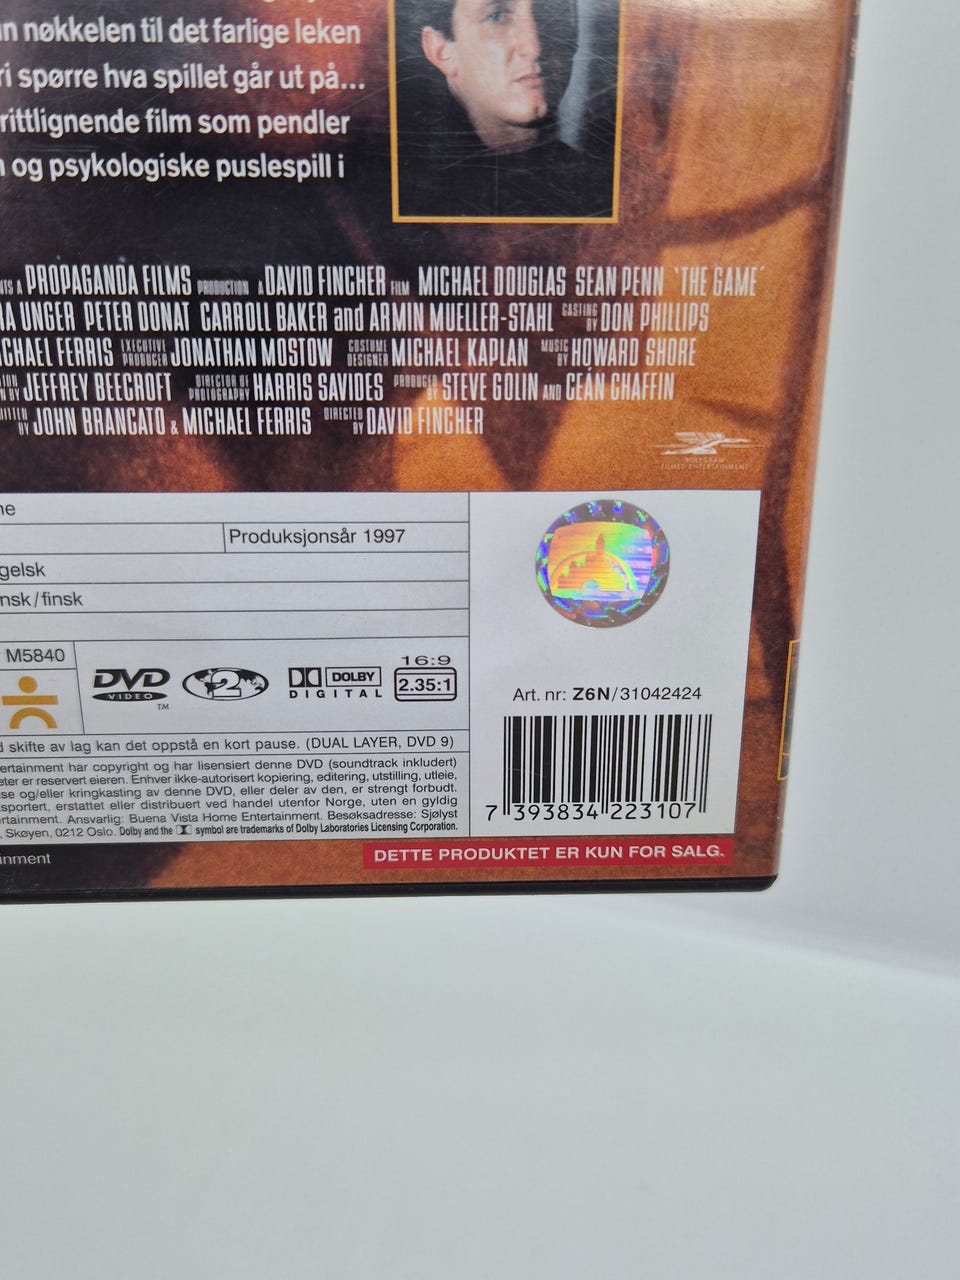 n nøkkelen til det farlige leken
ri spørre hva spillet går ut på...
rittlignende film som pendler
n og psykologiske puslespill i
NTS A PROPAGANDA FILMS PRODUCTION A DAVID FINCHER FILM MICHAEL DOUGLAS SEAN PENN 'THE GAME'
RA UNGER PETER DONAT CARROLL BAKER and ARMIN MUELLER-STAHL CASTING BY DON PHILLIPS
CHAEL FERRIS EXECUTIVE PRODUCER JONATHAN MOSTOW COSTUME DESIGNER MICHAEL KAPLAN MUSIC BY HOWARD SHORE
N BY JEFFREY BEECROFT DIRECTOR OF PHOTOGRAPHY HARRIS SAVIDES PRODUCED BY STEVE GOLIN AND CEÁN CHAFFIN
ITTEN BY JOHN BRANCATO & MICHAEL FERRIS DIRECTED BY DAVID FINCHER
POLYGRAM
FILMED ENTERTAINMENT
ne
Produksjonsår 1997
gelsk
nsk/finsk
M5840
DVD
VIDEO
TM
2
DOLBY
DIGITAL
16:9
2.35:1
Art. nr: Z6N/31042424
d skifte av lag kan det oppstå en kort pause. (DUAL LAYER, DVD 9)
ertainment har copyright og har lisensiert denne DVD (soundtrack inkludert)
eter er reservert eieren. Enhver ikke-autorisert kopiering, editering, utstilling, utleie,
se og/eller kringkasting av denne DVD, eller deler av den, er strengt forbudt.
sportert, erstattet eller distribuert ved handel utenfor Norge, uten en gyldig
ertainment. Ansvarlig: Buena Vista Home Entertainment. Besøksadresse: Sjølyst
, Skøyen, 0212 Oslo. Dolby and the symbol are trademarks of Dolby Laboratories Licensing Corporation.
7 393834 223107
inment
DETTE PRODUKTET ER KUN FOR SALG.